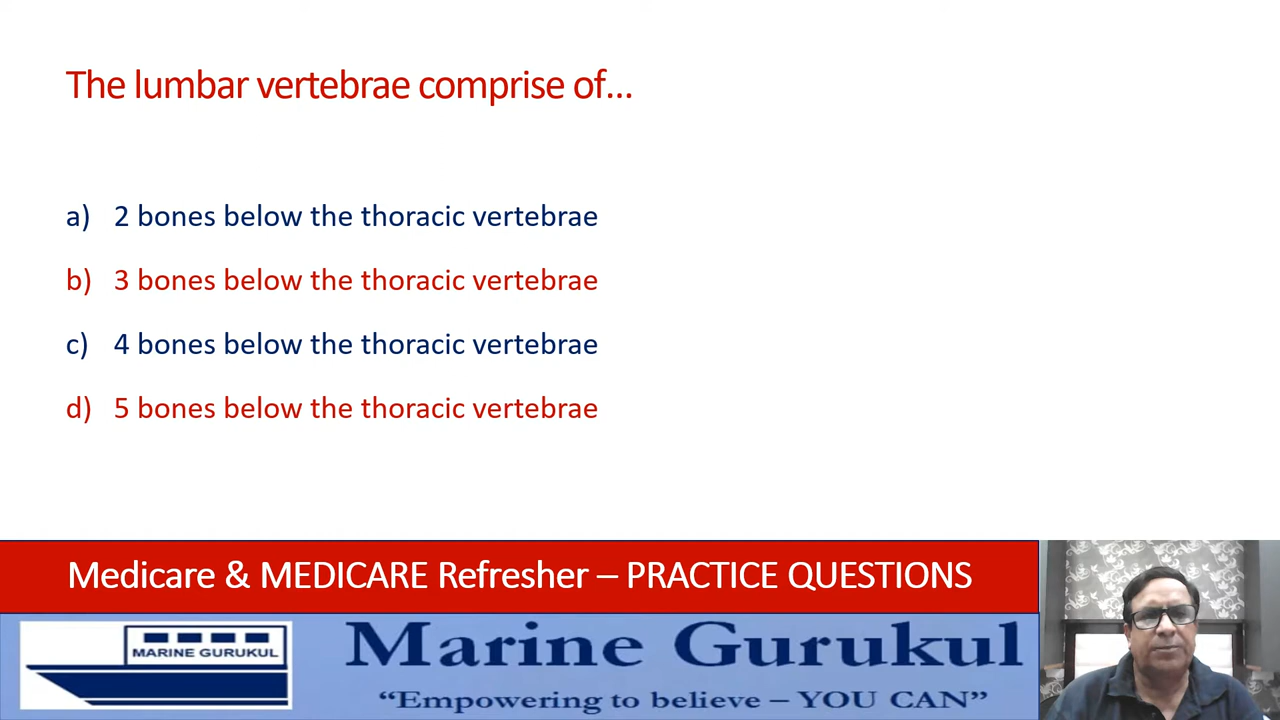 The lumbar vertebrae comprise of...
a) 2 bones below the thoracic vertebrae
b) 3 bones below the thoracic vertebrae
c) 4 bones below the thoracic vertebrae
d) 5 bones below the thoracic vertebrae
Medicare & MEDICARE Refresher – PRACTICE QUESTIONS
MARINE GURUKUL
Marine Gurukul
“Empowering to believe – YOU CAN”